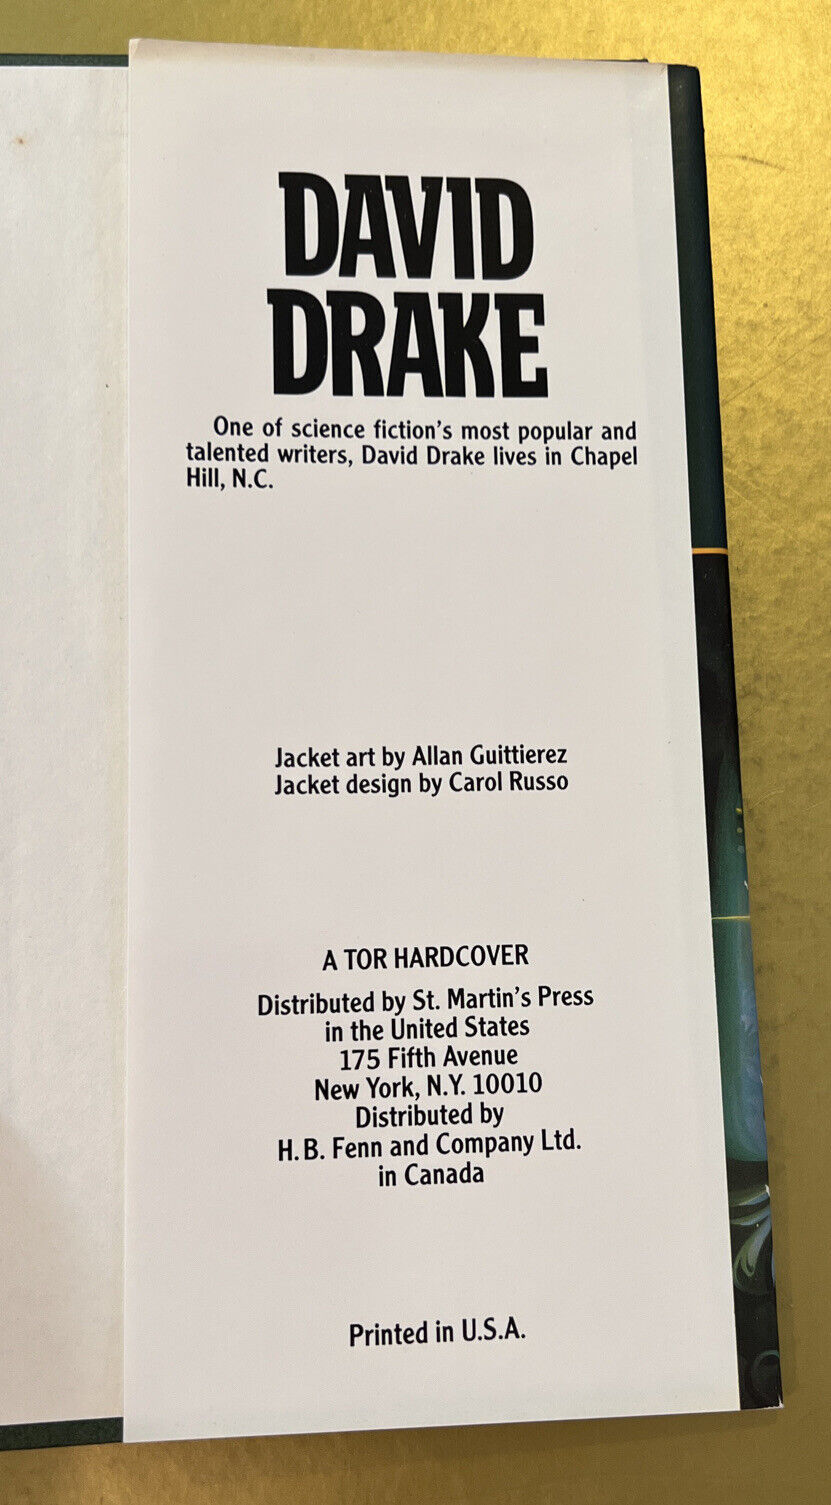 DAVID
DRAKE
One of science fiction's most popular and
talented writers, David Drake lives in Chapel
Hill, N.C.
Jacket art by Allan Guittierez
Jacket design by Carol Russo
A TOR HARDCOVER
Distributed by St. Martin's Press
in the United States
175 Fifth Avenue
New York, N.Y. 10010
Distributed by
H.B. Fenn and Company Ltd.
in Canada
Printed in U.S.A.